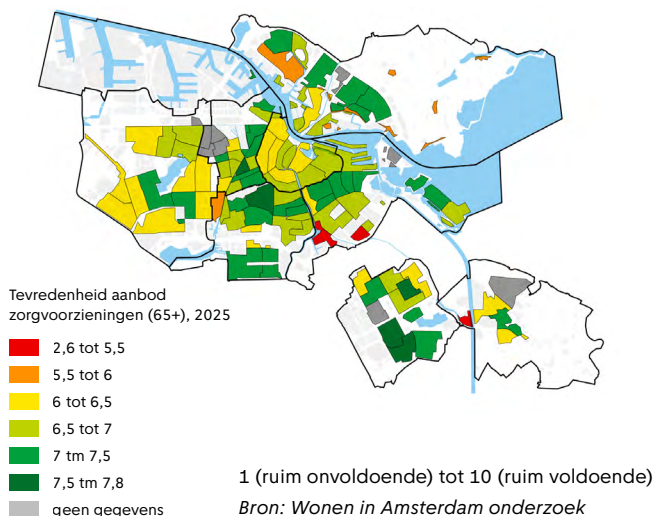 Tevredenheid aanbod
zorgvoorzieningen (65+), 2025
2,6 tot 5,5
5,5 tot 6
6 tot 6,5
6,5 tot 7
7 tm 7,5
7,5 tm 7,8
geen gegevens
1 (ruim onvoldoende) tot 10 (ruim voldoende)
Bron: Wonen in Amsterdam onderzoek